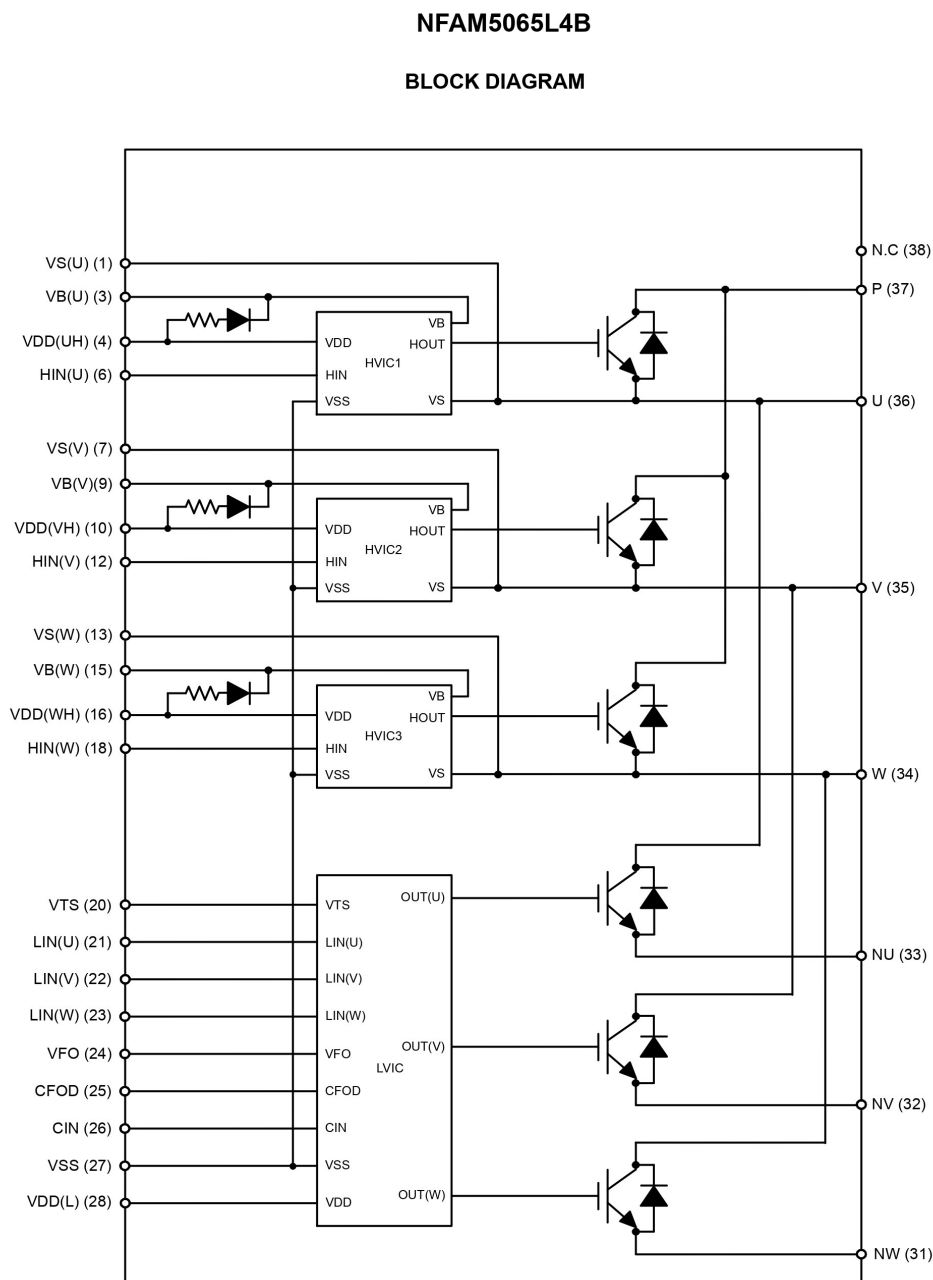 NFAM5065L4B
BLOCK DIAGRAM
N.C (38)
VS(U) (1)
P (37)
VB(U) (3)
VB
VDD(UH) (4)
VDD
HOUT
HVIC1
HIN(U) (6)
HIN
VSS
VS
U (36)
VS(V) (7)
VB(V)(9)
VB
VDD(VH) (10)
VDD
HOUT
HVIC2
HIN(V) (12)
HIN
VSS
VS
V (35)
VS(W) (13)
VB(W) (15)
VB
VDD(WH) (16)
VDD
HOUT
HVIC3
HIN(W) (18)
HIN
VSS
VS
W (34)
OUT(U)
VTS (20)
VTS
LIN(U) (21)
LIN(U)
NU (33)
LIN(V) (22)
LIN(V)
LIN(W) (23)
LIN(W)
OUT(V)
VFO (24)
VFO
LVIC
CFOD (25)
CFOD
NV (32)
CIN (26)
CIN
VSS (27)
VSS
OUT(W)
VDD(L) (28)
VDD
NW (31)